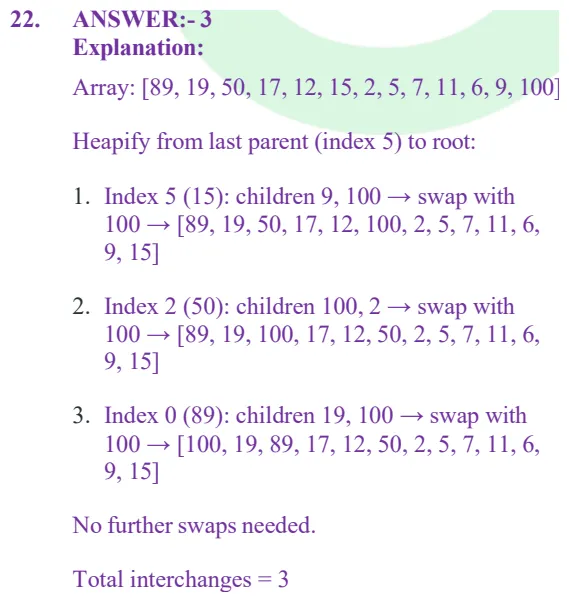 22. ANSWER:- 3
Explanation:
Array: [89, 19, 50, 17, 12, 15, 2, 5, 7, 11, 6, 9, 100]
Heapify from last parent (index 5) to root:
1. Index 5 (15): children 9, 100 → swap with
100 → [89, 19, 50, 17, 12, 100, 2, 5, 7, 11, 6,
9, 15]
2. Index 2 (50): children 100, 2 → swap with
100 → [89, 19, 100, 17, 12, 50, 2, 5, 7, 11, 6,
9, 15]
3. Index 0 (89): children 19, 100 → swap with
100 → [100, 19, 89, 17, 12, 50, 2, 5, 7, 11, 6,
9, 15]
No further swaps needed.
Total interchanges = 3